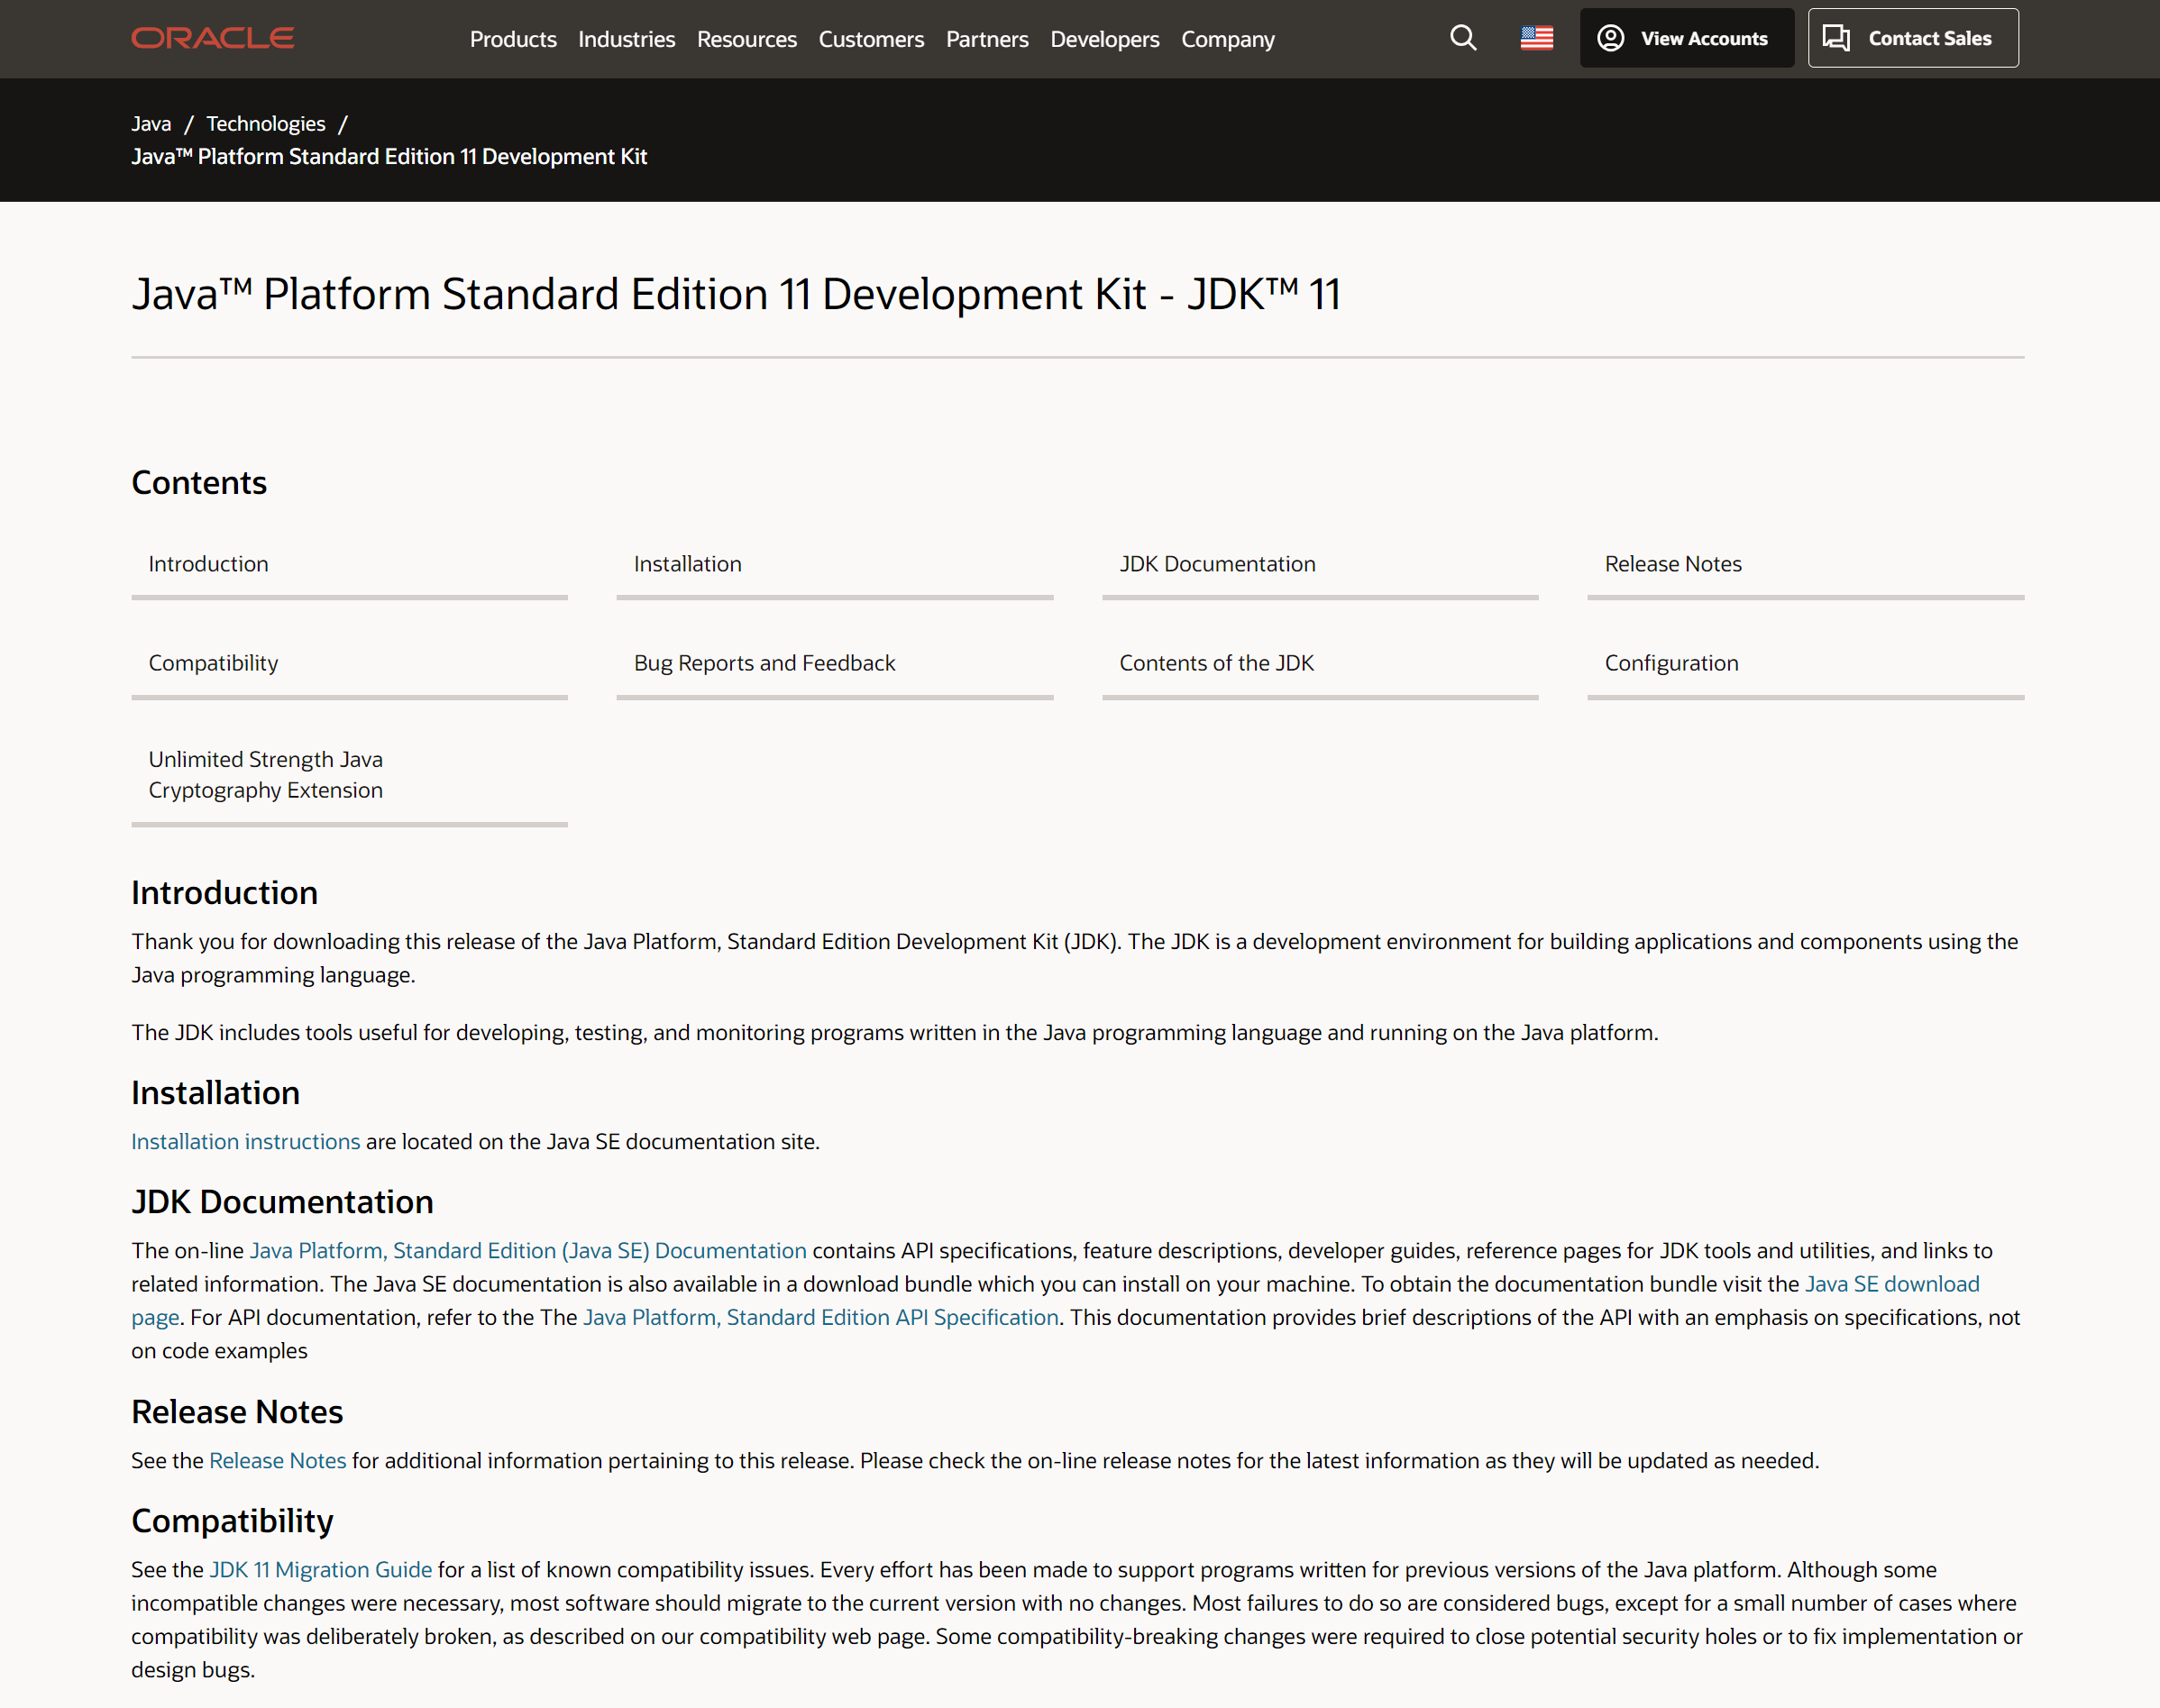 ORACLE
Products Industries Resources Customers Partners Developers Company
View Accounts
Contact Sales
Java / Technologies /
Java™ Platform Standard Edition 11 Development Kit
Java™ Platform Standard Edition 11 Development Kit - JDK™ 11
Contents
Introduction
Installation
JDK Documentation
Release Notes
Compatibility
Bug Reports and Feedback
Contents of the JDK
Configuration
Unlimited Strength Java
Cryptography Extension
Introduction
Thank you for downloading this release of the Java Platform, Standard Edition Development Kit (JDK). The JDK is a development environment for building applications and components using the
Java programming language.
The JDK includes tools useful for developing, testing, and monitoring programs written in the Java programming language and running on the Java platform.
Installation
Installation instructions are located on the Java SE documentation site.
JDK Documentation
The on-line Java Platform, Standard Edition (Java SE) Documentation contains API specifications, feature descriptions, developer guides, reference pages for JDK tools and utilities, and links to
related information. The Java SE documentation is also available in a download bundle which you can install on your machine. To obtain the documentation bundle visit the Java SE download
page. For API documentation, refer to the The Java Platform, Standard Edition API Specification. This documentation provides brief descriptions of the API with an emphasis on specifications, not
on code examples
Release Notes
See the Release Notes for additional information pertaining to this release. Please check the on-line release notes for the latest information as they will be updated as needed.
Compatibility
See the JDK 11 Migration Guide for a list of known compatibility issues. Every effort has been made to support programs written for previous versions of the Java platform. Although some
incompatible changes were necessary, most software should migrate to the current version with no changes. Most failures to do so are considered bugs, except for a small number of cases where
compatibility was deliberately broken, as described on our compatibility web page. Some compatibility-breaking changes were required to close potential security holes or to fix implementation or
design bugs.